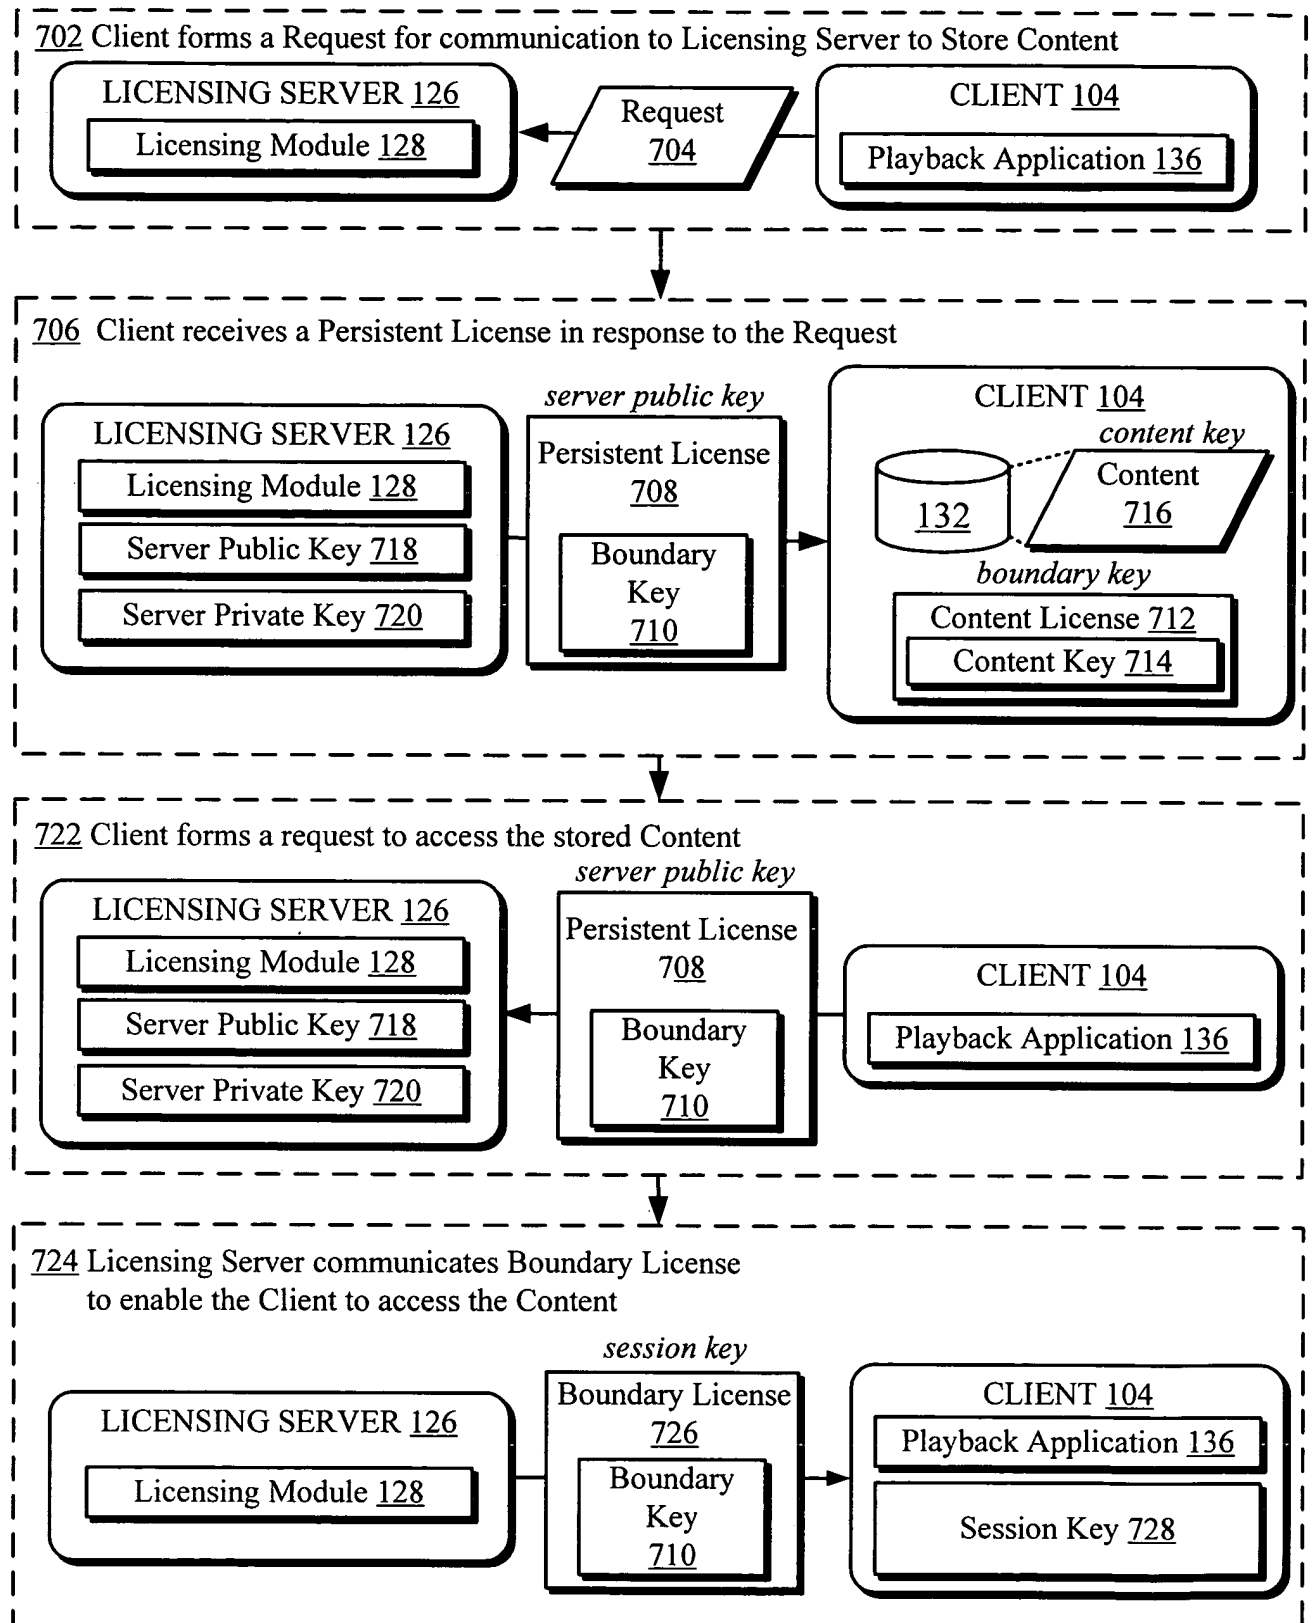 702 Client forms a Request for communication to Licensing Server to Store Content
LICENSING SERVER 126
Licensing Module 128
Request
704
CLIENT 104
Playback Application 136
706 Client receives a Persistent License in response to the Request
LICENSING SERVER 126
Licensing Module 128
Server Public Key 718
Server Private Key 720
server public key
Persistent License
708
Boundary
Key
710
CLIENT 104
132
content key
Content
716
boundary key
Content License 712
Content Key 714
722 Client forms a request to access the stored Content
LICENSING SERVER 126
Licensing Module 128
Server Public Key 718
Server Private Key 720
server public key
Persistent License
708
Boundary
Key
710
CLIENT 104
Playback Application 136
724 Licensing Server communicates Boundary License
to enable the Client to access the Content
LICENSING SERVER 126
Licensing Module 128
session key
Boundary License
726
Boundary
Key
710
CLIENT 104
Playback Application 136
Session Key 728